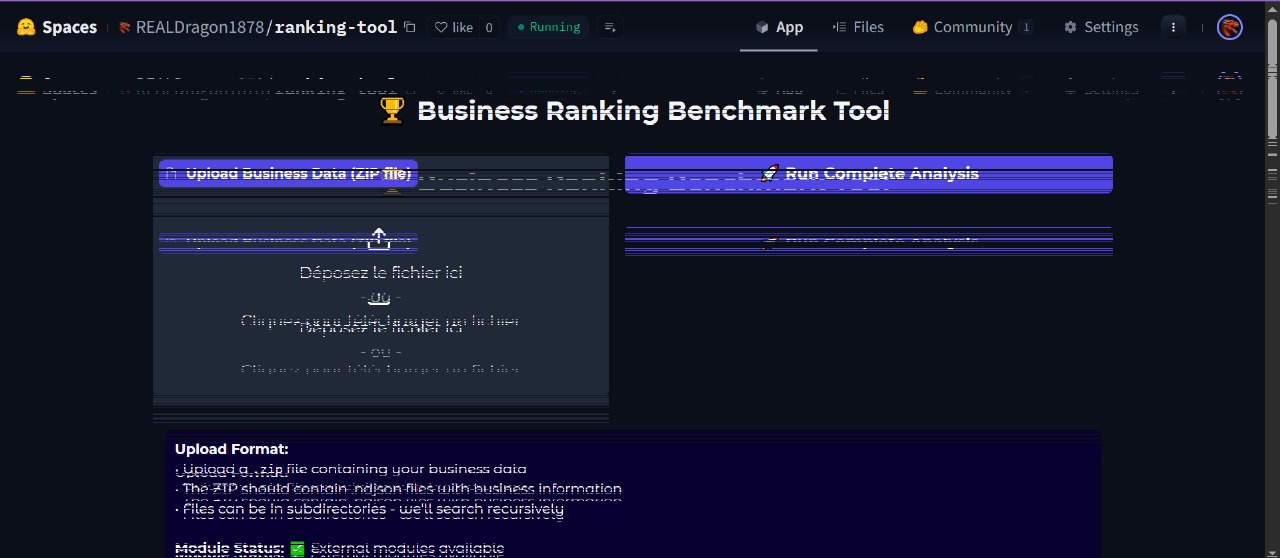 Spaces REALDragon1878/ranking-tool like 0 Running App Files Community 1 Settings
🏆 Business Ranking Benchmark Tool
Upload Business Data (ZIP file)
🚀 Run Complete Analysis
Déposez le fichier ici
- ou -
Cliquez pour télécharger un fichier
Upload Format:
• Upload a .zip file containing your business data
• The ZIP should contain .ndjson files with business information
• Files can be in subdirectories - we'll search recursively
Module Status: ✅ External modules available